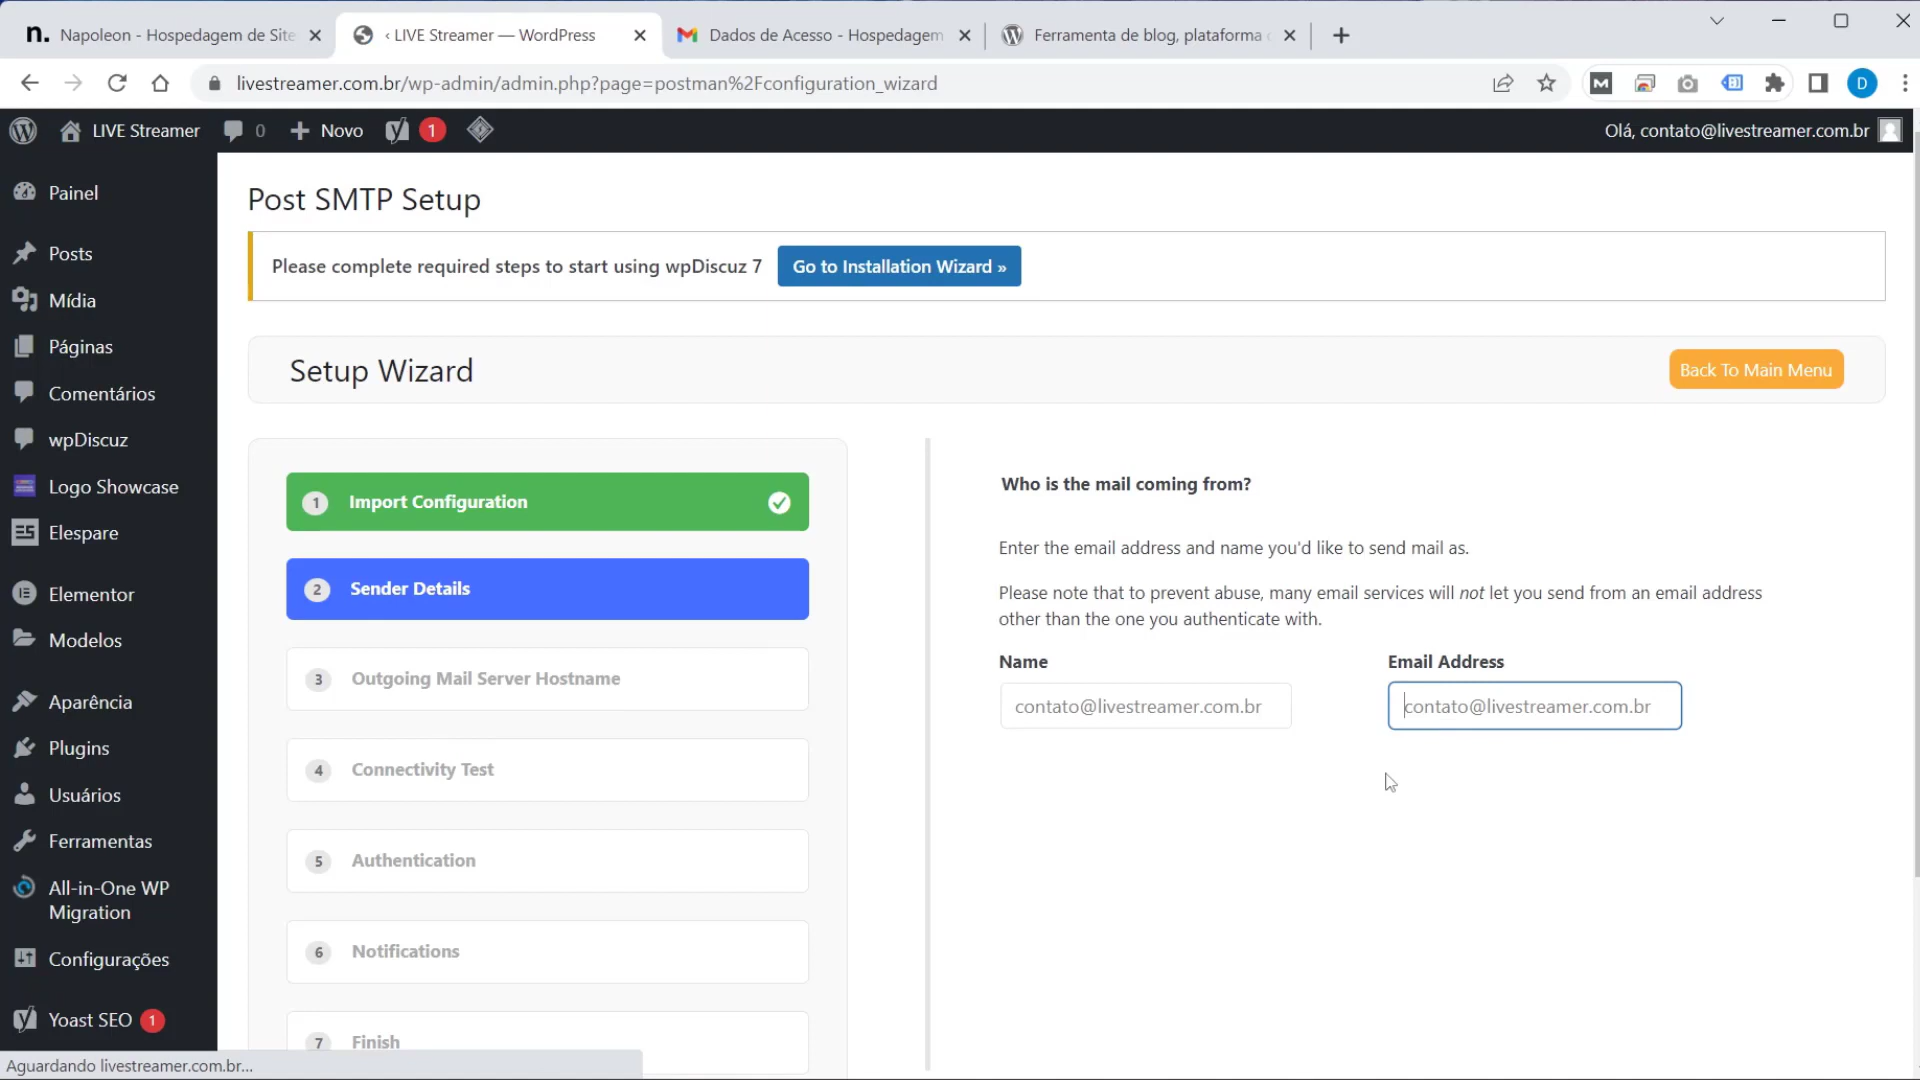 n. Napoleon - Hospedagem de Site
‹ LIVE Streamer — WordPress
Dados de Acesso - Hospedagem
Ferramenta de blog, plataforma
livestreamer.com.br/wp-admin/admin.php?page=postman%2Fconfiguration_wizard
D
LIVE Streamer
0
Novo
1
Olá, contato@livestreamer.com.br
Painel
Posts
Mídia
Páginas
Comentários
wpDiscuz
Logo Showcase
Elespare
Elementor
Modelos
Aparência
Plugins
Usuários
Ferramentas
All-in-One WP
Migration
Configurações
Yoast SEO 1
Post SMTP Setup
Please complete required steps to start using wpDiscuz 7
Go to Installation Wizard »
Setup Wizard
Back To Main Menu
1 Import Configuration
2 Sender Details
3 Outgoing Mail Server Hostname
4 Connectivity Test
5 Authentication
6 Notifications
7 Finish
Who is the mail coming from?
Enter the email address and name you'd like to send mail as.
Please note that to prevent abuse, many email services will not let you send from an email address
other than the one you authenticate with.
Name
Email Address
contato@livestreamer.com.br
contato@livestreamer.com.br
Aguardando livestreamer.com.br...